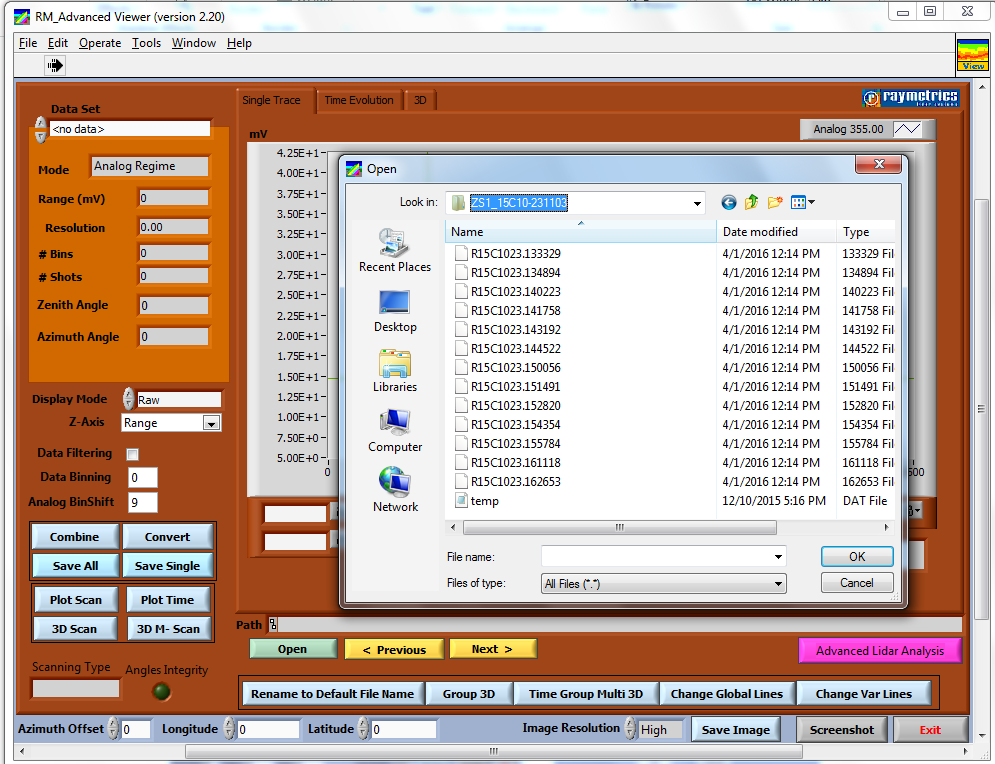 RM_Advanced Viewer (version 2.20)
File Edit Operate Tools Window Help
View
Single Trace Time Evolution 3D
raymetrics
Data Set
<no data>
mV
Analog 355.00
Mode Analog Regime
Range (mV) 0
Resolution 0.00
# Bins 0
# Shots 0
Zenith Angle 0
Azimuth Angle 0
4.25E+1
4.00E+1
3.75E+1
3.50E+1
3.25E+1
3.00E+1
2.75E+1
2.50E+1
2.25E+1
2.00E+1
1.75E+1
1.50E+1
1.25E+1
1.00E+1
7.50E+0
5.00E+0
0
Open
Look in: ZS1_15C10-231103
Recent Places
Desktop
Libraries
Computer
Network
Name Date modified Type
R15C1023.133329 4/1/2016 12:14 PM 133329 Fil
R15C1023.134894 4/1/2016 12:14 PM 134894 Fil
R15C1023.140223 4/1/2016 12:14 PM 140223 Fil
R15C1023.141758 4/1/2016 12:14 PM 141758 Fil
R15C1023.143192 4/1/2016 12:14 PM 143192 Fil
R15C1023.144522 4/1/2016 12:14 PM 144522 Fil
R15C1023.150056 4/1/2016 12:14 PM 150056 Fil
R15C1023.151491 4/1/2016 12:14 PM 151491 Fil
R15C1023.152820 4/1/2016 12:14 PM 152820 Fil
R15C1023.154354 4/1/2016 12:14 PM 154354 Fil
R15C1023.155784 4/1/2016 12:14 PM 155784 Fil
R15C1023.161118 4/1/2016 12:14 PM 161118 Fil
R15C1023.162653 4/1/2016 12:14 PM 162653 Fil
temp 12/10/2015 5:16 PM DAT File
File name: OK
Files of type: All Files (*.*) Cancel
Display Mode Raw
Z-Axis Range
Data Filtering
Data Binning 0
Analog BinShift 9
Combine Convert
Save All Save Single
Plot Scan Plot Time
3D Scan 3D M- Scan
Scanning Type Angles Integrity
Path
Open < Previous Next > Advanced Lidar Analysis
Rename to Default File Name Group 3D Time Group Multi 3D Change Global Lines Change Var Lines
Azimuth Offset 0 Longitude 0 Latitude 0 Image Resolution High Save Image Screenshot Exit